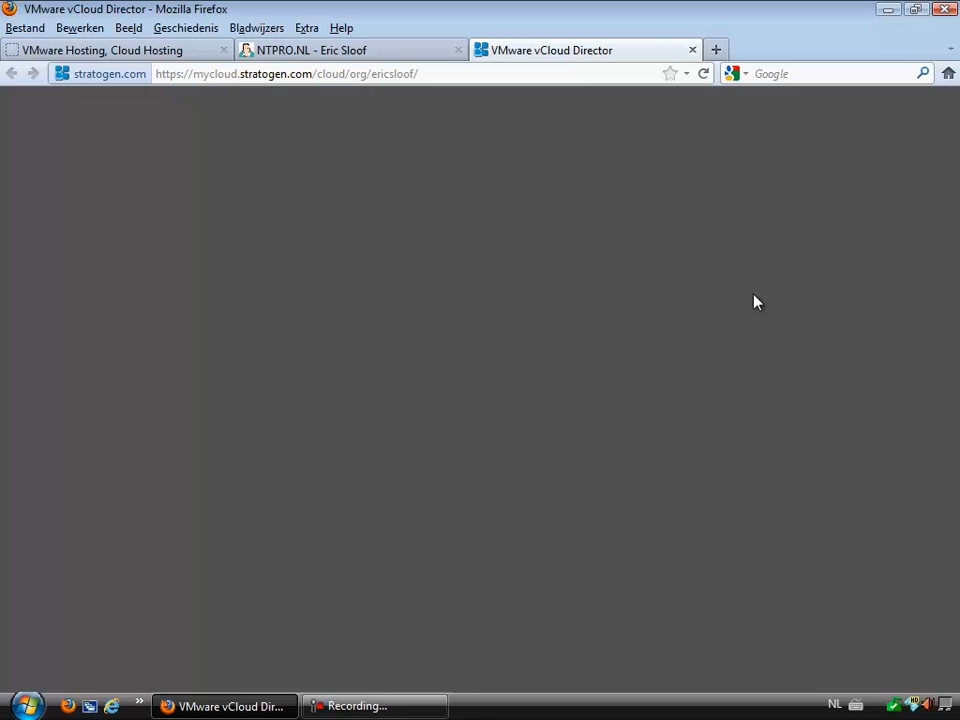 VMware vCloud Director - Mozilla Firefox
Bestand Bewerken Beeld Geschiedenis Bladwijzers Extra Help
VMware Hosting, Cloud Hosting NTPRO.NL - Eric Sloof VMware vCloud Director
stratogen.com https://mycloud.stratogen.com/cloud/org/ericsloof/ Google
VMware vCloud Dir... Recording... NL